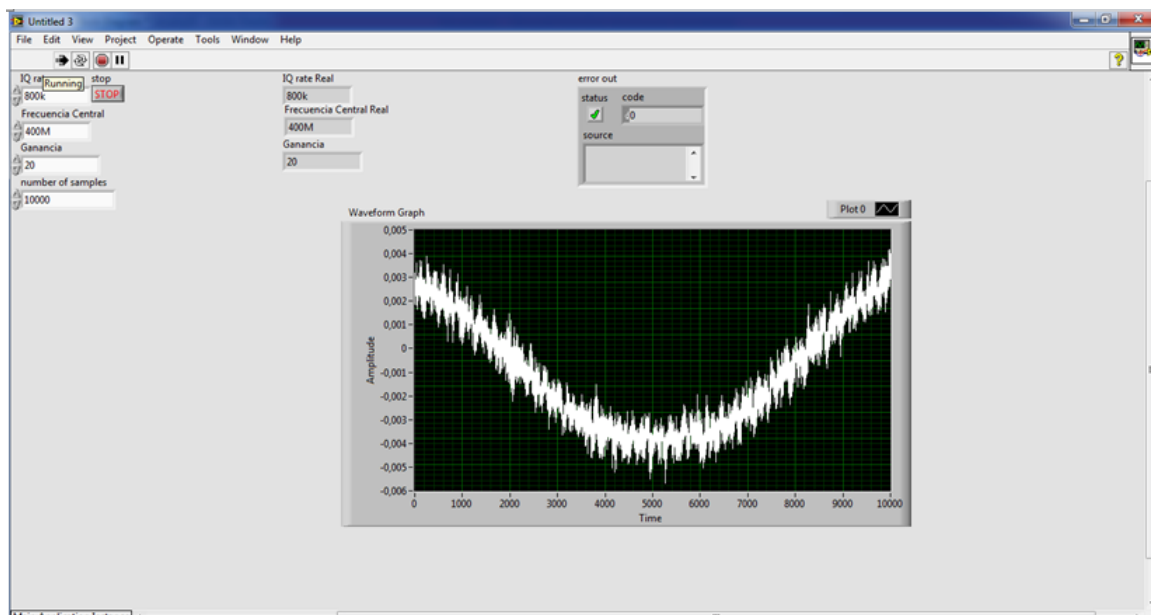 Untitled 3
File Edit View Project Operate Tools Window Help
IQ rat
Running
stop
800k
STOP
Frecuencia Central
400M
Ganancia
20
number of samples
10000
IQ rate Real
800k
Frecuencia Central Real
400M
Ganancia
20
error out
status code
0
source
Waveform Graph
Plot 0
0,005
0,004
0,003
0,002
0,001
0
-0,001
-0,002
-0,003
-0,004
-0,005
-0,006
Amplitude
0 1000 2000 3000 4000 5000 6000 7000 8000 9000 10000
Time